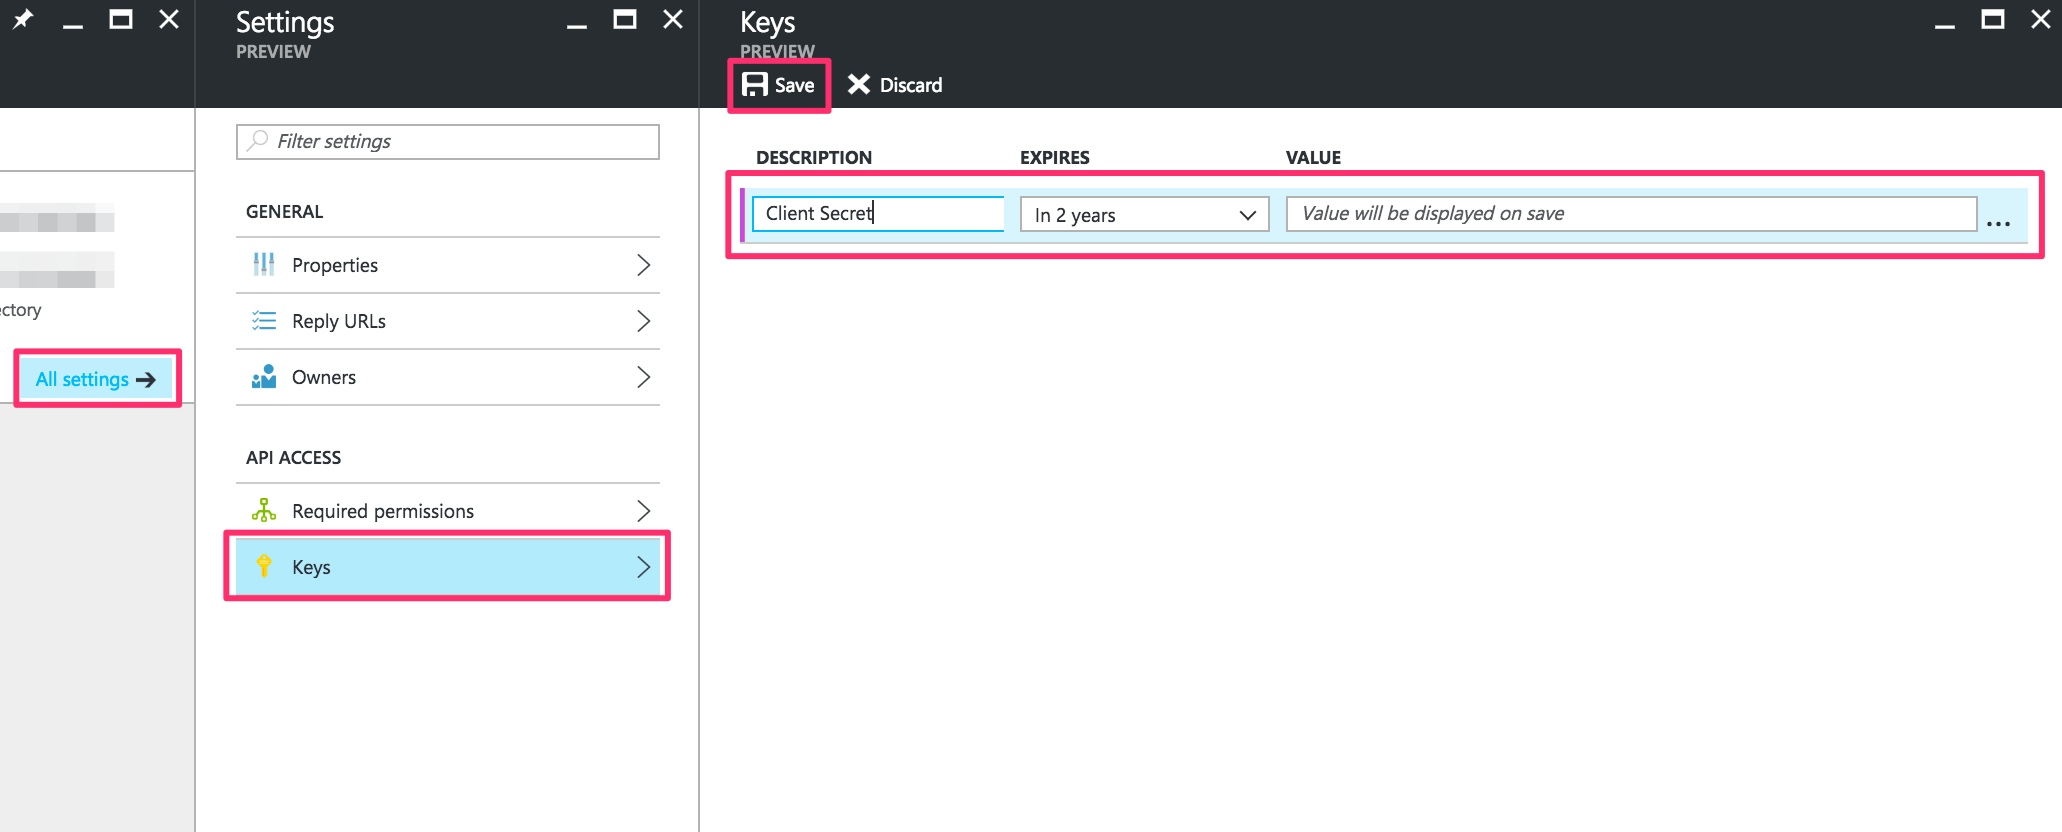 ectory
All settings
Settings
PREVIEW
Filter settings
GENERAL
Properties
Reply URLs
Owners
API ACCESS
Required permissions
Keys
Keys
PREVIEW
Save Discard
DESCRIPTION EXPIRES VALUE
Client Secret In 2 years Value will be displayed on save ...